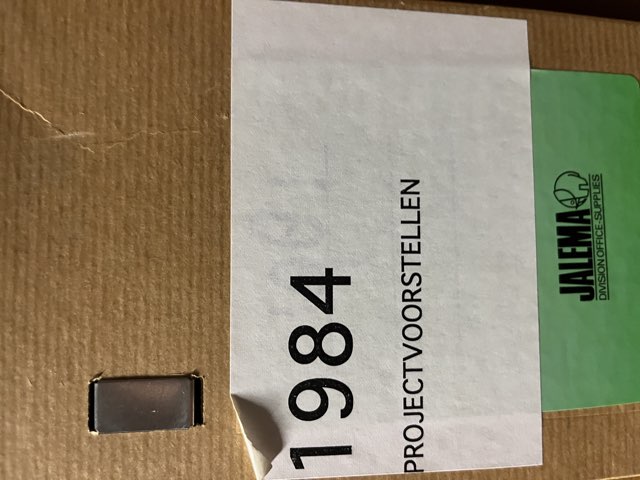 1984
PROJECTVOORSTELLEN
JALEMA
DIVISION OFFICE-SUPPLIES